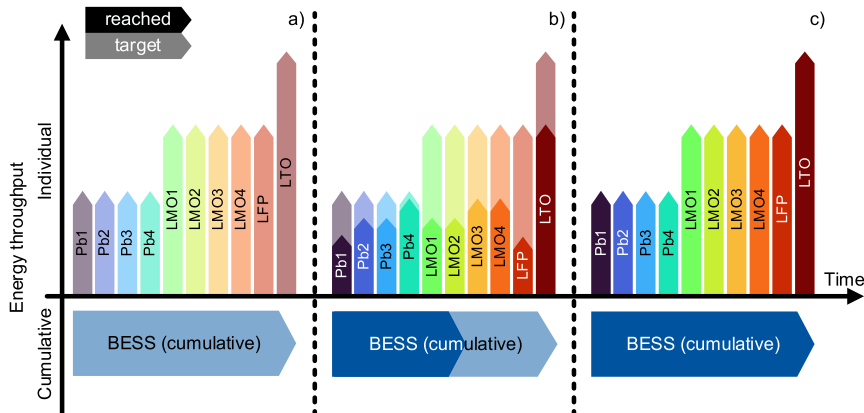 reached
target
a)
b)
c)
Energy throughput
Individual
Cumulative
Pb1
Pb2
Pb3
Pb4
LMO1
LMO2
LMO3
LMO4
LFP
LTO
Pb1
Pb2
Pb3
Pb4
LMO1
LMO2
LMO3
LMO4
LFP
LTO
Pb1
Pb2
Pb3
Pb4
LMO1
LMO2
LMO3
LMO4
LFP
LTO
Time
BESS (cumulative)
BESS (cumulative)
BESS (cumulative)